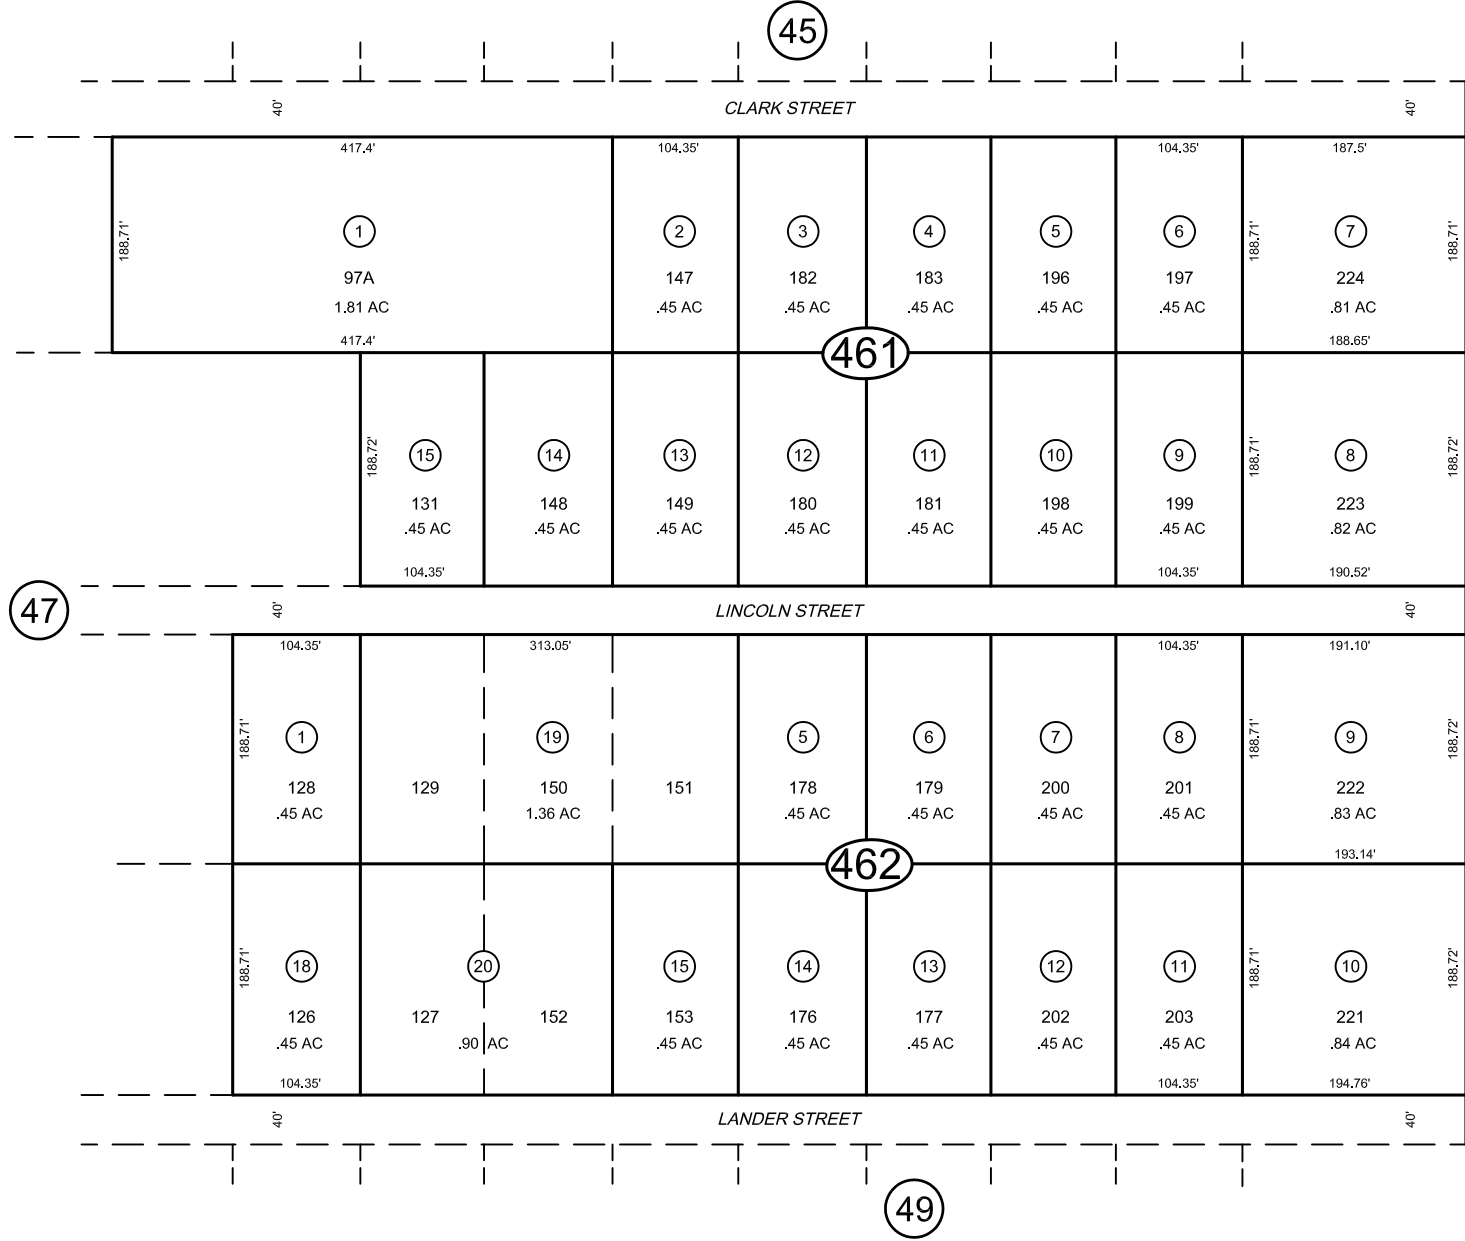 45
40' CLARK STREET 40'
417.4' 104.35' 104.35' 187.5'
188.71' 1 2 3 4 5 6 188.71' 7 188.71'
97A 147 182 183 196 197 224
1.81 AC .45 AC .45 AC .45 AC .45 AC .45 AC .81 AC
417.4' 188.65'
461
188.72' 15 14 13 12 11 10 9 188.71' 8 188.72'
131 148 149 180 181 198 199 223
.45 AC .45 AC .45 AC .45 AC .45 AC .45 AC .45 AC .82 AC
104.35' 104.35' 190.52'
47 40' LINCOLN STREET 40'
104.35' 313.05' 104.35' 191.10'
188.71' 1 19 5 6 7 8 188.71' 9 188.72'
128 129 150 151 178 179 200 201 222
.45 AC 1.36 AC .45 AC .45 AC .45 AC .45 AC .83 AC
193.14'
462
188.71' 18 20 15 14 13 12 11 188.71' 10 188.72'
126 127 152 153 176 177 202 203 221
.45 AC .90 AC .45 AC .45 AC .45 AC .45 AC .45 AC .84 AC
104.35' 104.35' 194.76'
40' LANDER STREET 40'
49